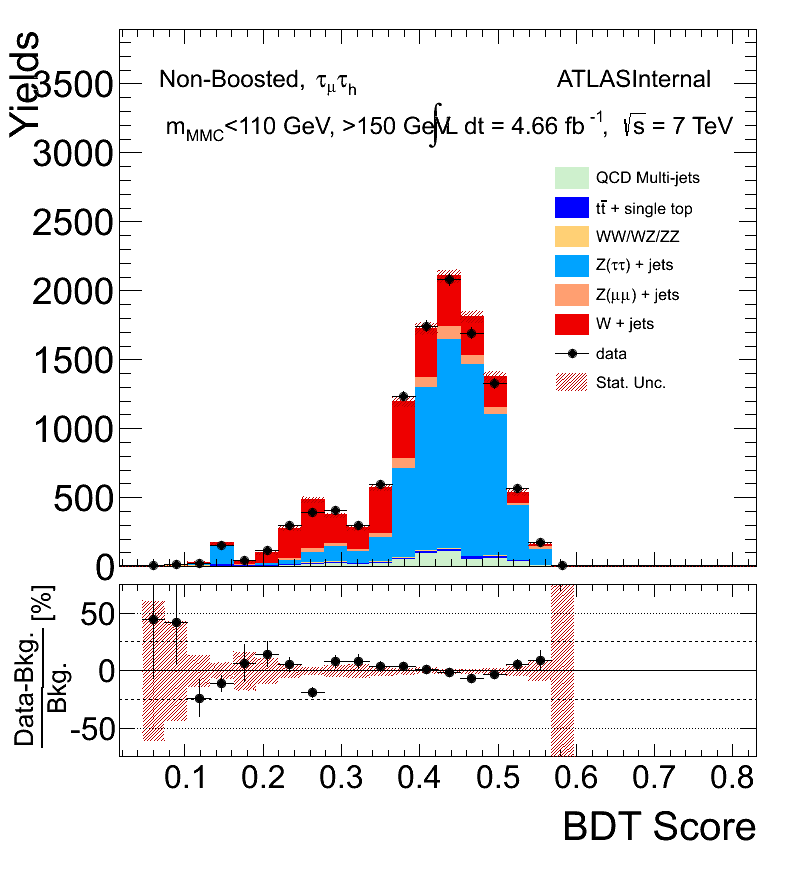 Yields
3500
3000
2500
2000
1500
1000
500
0
Non-Boosted, τμτh
ATLASInternal
mMMC<110 GeV, >150 GeV
∫L dt = 4.66 fb-1, √s = 7 TeV
QCD Multi-jets
tt̄ + single top
WW/WZ/ZZ
Z(ττ) + jets
Z(μμ) + jets
W + jets
data
Stat. Unc.
Data-Bkg.
Bkg.
[%]
50
0
-50
0.1 0.2 0.3 0.4 0.5 0.6 0.7 0.8
BDT Score